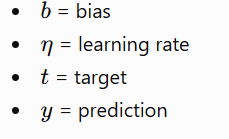 • b = bias
• η = learning rate
• t = target
• y = prediction